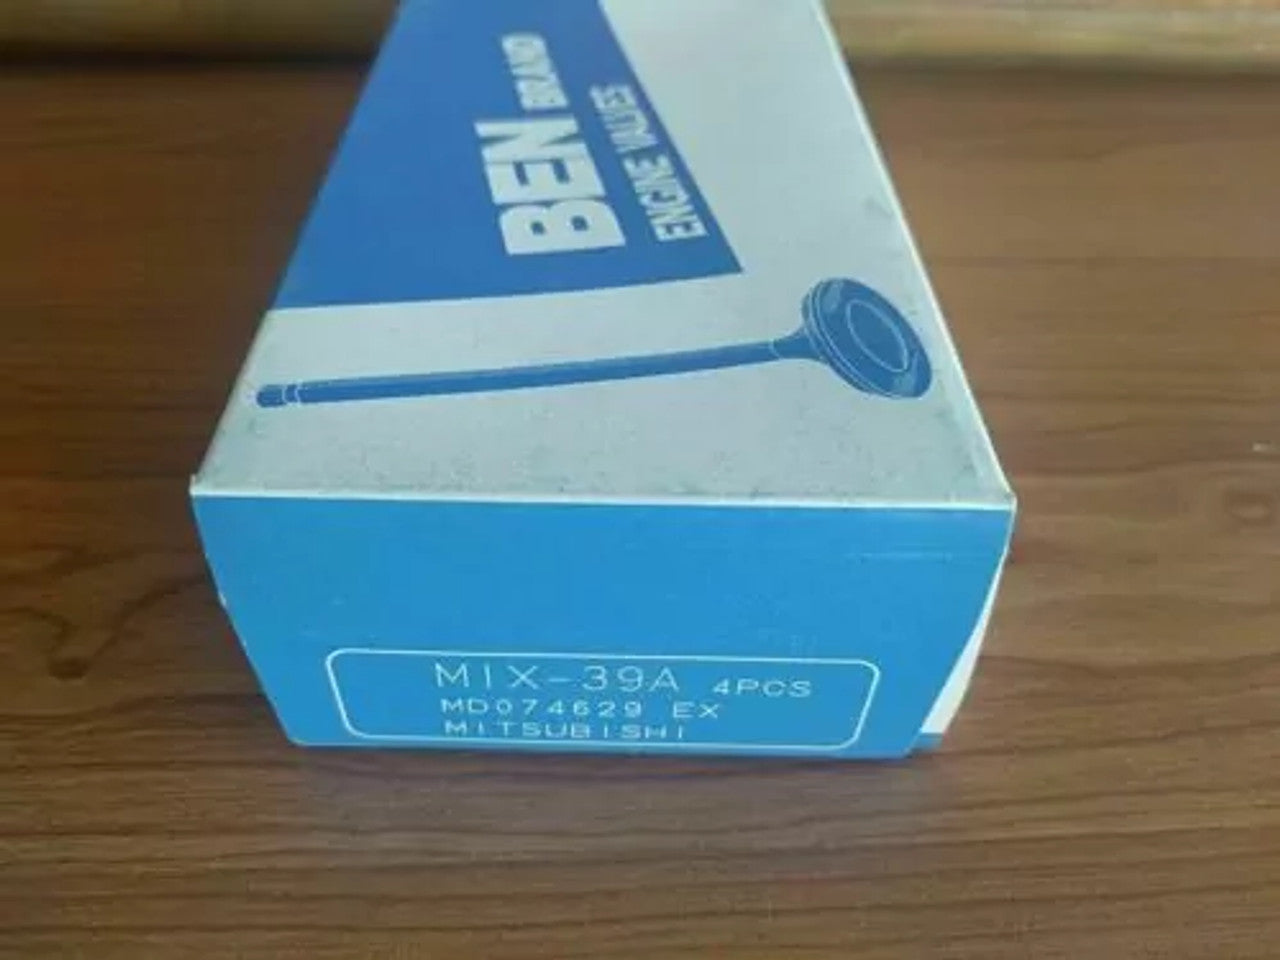 BEN BRAND
ENGINE VALVES
MIX-39A 4PCS
MD074629 EX
MITSUBISHI